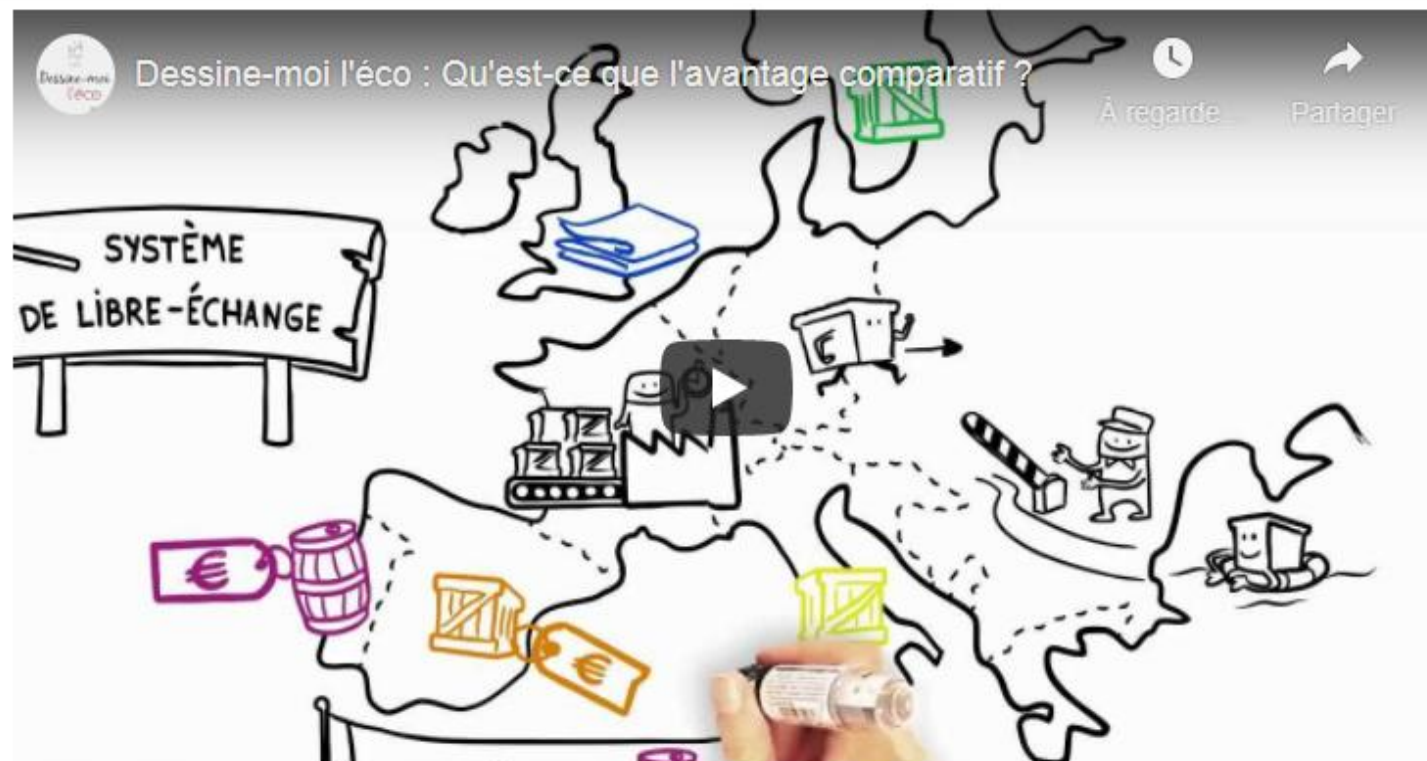 Dessine-moi
l'éco
Dessine-moi l'éco : Qu'est-ce que l'avantage comparatif ?
À regarde...
Partager
SYSTÈME
DE LIBRE-ÉCHANGE
€
€
€